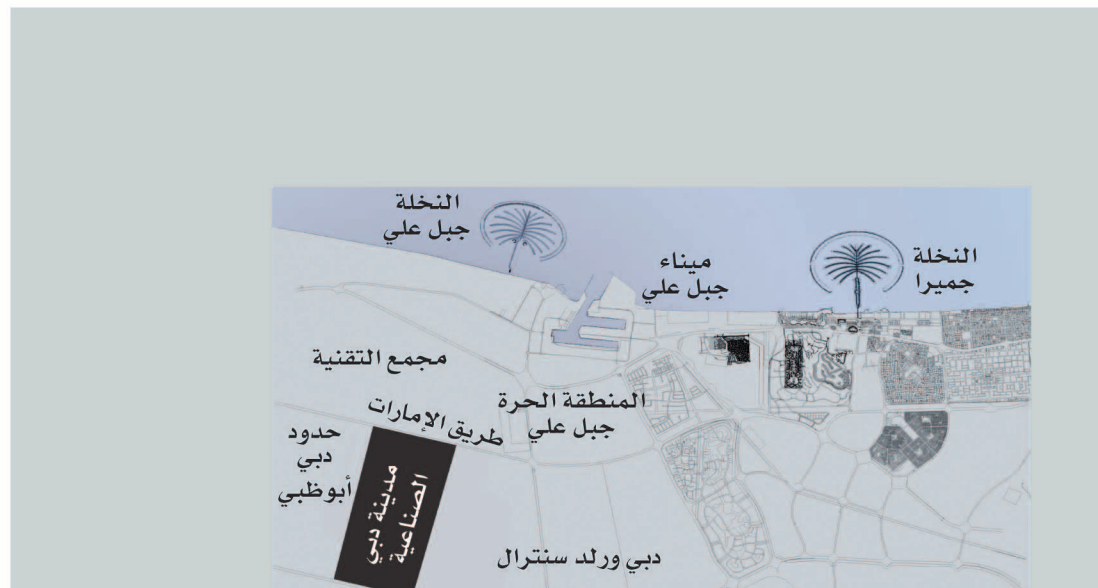 النخلة
جبل علي
ميناء
جبل علي
النخلة
جميرا
مجمع التقنية
المنطقة الحرة
جبل علي
طريق الإمارات
حدود
دبي
أبوظبي
مدينة دبي
الصناعية
دبي ورلد سنترال